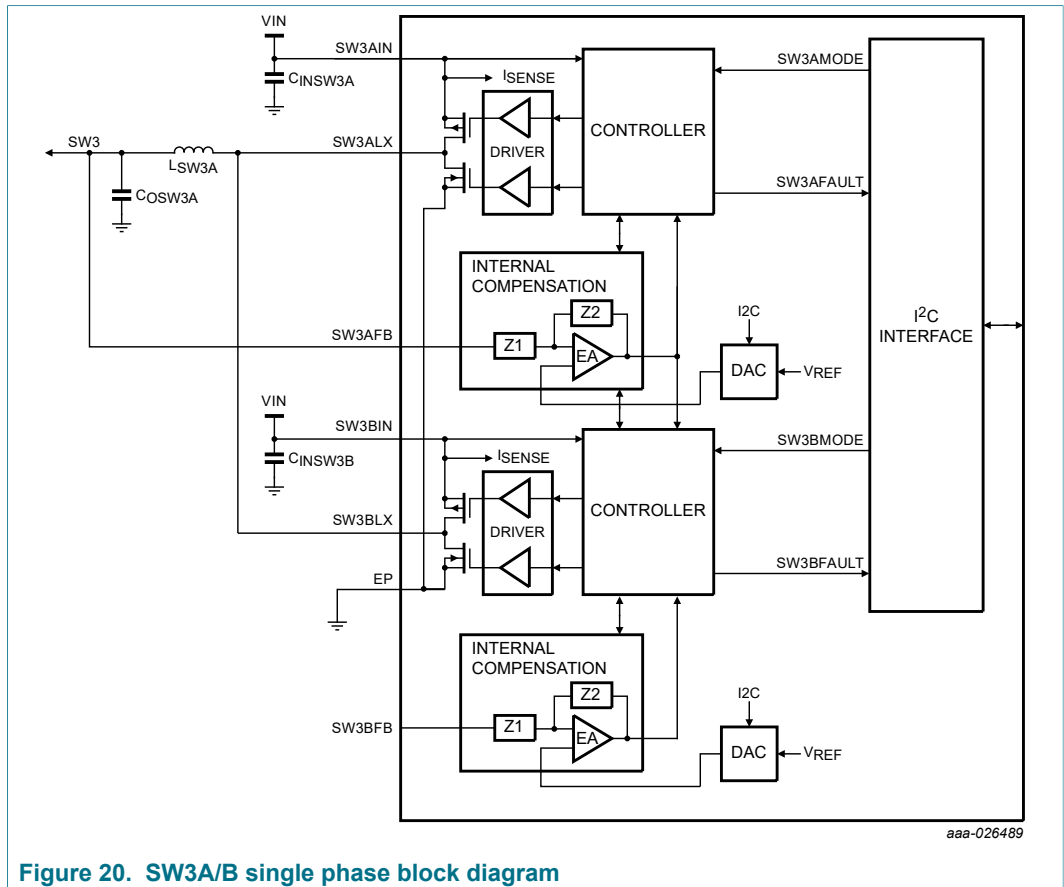 VIN
SW3AIN
CINSW3A
ISENSE
SW3AMODE
CONTROLLER
DRIVER
SW3
SW3ALX
LSW3A
COSW3A
SW3AFAULT
I2C
INTERFACE
INTERNAL
COMPENSATION
Z2
I2C
SW3AFB
Z1
EA
DAC
VREF
VIN
SW3BIN
CINSW3B
ISENSE
SW3BMODE
CONTROLLER
SW3BLX
DRIVER
EP
SW3BFAULT
INTERNAL
COMPENSATION
Z2
I2C
SW3BFB
Z1
EA
DAC
VREF
aaa-026489
Figure 20. SW3A/B single phase block diagram